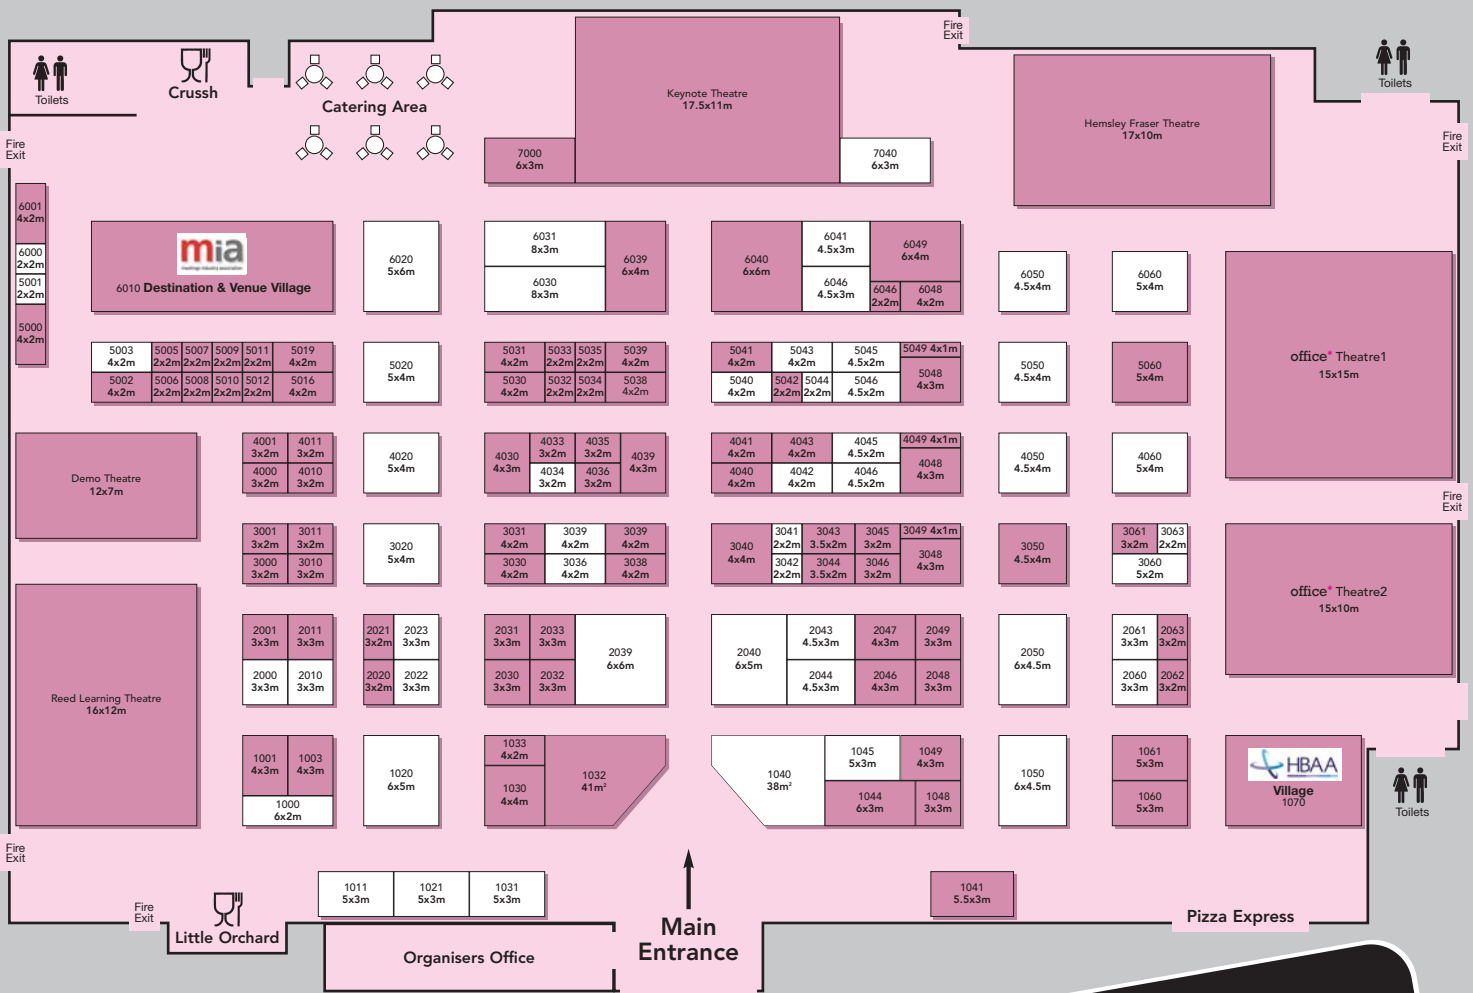 Fire
Exit
Toilets
Crussh
Catering Area
Keynote Theatre
17.5x11m
Hemsley Fraser Theatre
17x10m
Toilets
Fire
Exit
Fire
Exit
7000
6x3m
7040
6x3m
6001
4x2m
6000
2x2m
5001
2x2m
5000
4x2m
mia
meetings industry association
6010 Destination & Venue Village
6020
5x6m
6031
8x3m
6030
8x3m
6039
6x4m
6040
6x6m
6041
4.5x3m
6046
4.5x3m
6049
6x4m
6046
2x2m
6048
4x2m
6050
4.5x4m
6060
5x4m
5003
4x2m
5005
2x2m
5007
2x2m
5009
2x2m
5011
2x2m
5019
4x2m
5002
4x2m
5006
2x2m
5008
2x2m
5010
2x2m
5012
2x2m
5016
4x2m
5020
5x4m
5031
4x2m
5033
2x2m
5035
2x2m
5039
4x2m
5030
4x2m
5032
2x2m
5034
2x2m
5038
4x2m
5041
4x2m
5043
4x2m
5045
4.5x2m
5049 4x1m
5040
4x2m
5042
2x2m
5044
2x2m
5046
4.5x2m
5048
4x3m
5050
4.5x4m
5060
5x4m
office* Theatre1
15x15m
Demo Theatre
12x7m
4001
3x2m
4011
3x2m
4000
3x2m
4010
3x2m
4020
5x4m
4030
4x3m
4033
3x2m
4035
3x2m
4034
3x2m
4036
3x2m
4039
4x3m
4041
4x2m
4043
4x2m
4045
4.5x2m
4049 4x1m
4040
4x2m
4042
4x2m
4046
4.5x2m
4048
4x3m
4050
4.5x4m
4060
5x4m
Fire
Exit
3001
3x2m
3011
3x2m
3000
3x2m
3010
3x2m
3020
5x4m
3031
4x2m
3039
4x2m
3039
4x2m
3030
4x2m
3036
4x2m
3038
4x2m
3040
4x4m
3041
2x2m
3043
3.5x2m
3045
3x2m
3049 4x1m
3042
2x2m
3044
3.5x2m
3046
3x2m
3048
4x3m
3050
4.5x4m
3061
3x2m
3063
2x2m
3060
5x2m
office* Theatre2
15x10m
Reed Learning Theatre
16x12m
2001
3x3m
2011
3x3m
2000
3x3m
2010
3x3m
2021
3x2m
2023
3x3m
2020
3x2m
2022
3x3m
2031
3x3m
2033
3x3m
2030
3x3m
2032
3x3m
2039
6x6m
2040
6x5m
2043
4.5x3m
2047
4x3m
2049
3x3m
2044
4.5x3m
2046
4x3m
2048
3x3m
2050
6x4.5m
2061
3x3m
2063
3x2m
2060
3x3m
2062
3x2m
1001
4x3m
1003
4x3m
1000
6x2m
1020
6x5m
1033
4x2m
1030
4x4m
1032
41m²
1040
38m²
1045
5x3m
1049
4x3m
1044
6x3m
1048
3x3m
1050
6x4.5m
1061
5x3m
1060
5x3m
HBAA
Village
1070
Toilets
Fire
Exit
1011
5x3m
1021
5x3m
1031
5x3m
1041
5.5x3m
Fire
Exit
Little Orchard
Organisers Office
Main
Entrance
Pizza Express